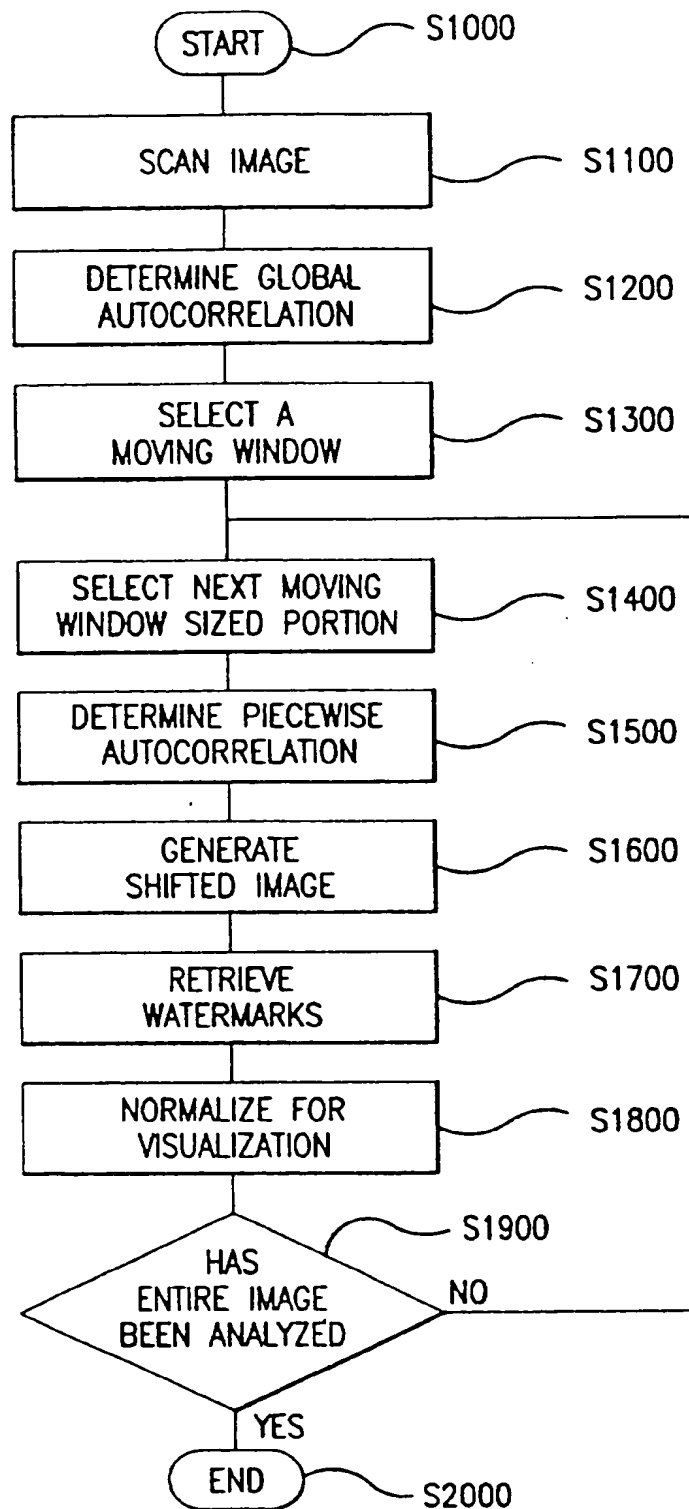 START
S1000
SCAN IMAGE
S1100
DETERMINE GLOBAL
AUTOCORRELATION
S1200
SELECT A
MOVING WINDOW
S1300
SELECT NEXT MOVING
WINDOW SIZED PORTION
S1400
DETERMINE PIECEWISE
AUTOCORRELATION
S1500
GENERATE
SHIFTED IMAGE
S1600
RETRIEVE
WATERMARKS
S1700
NORMALIZE FOR
VISUALIZATION
S1800
HAS
ENTIRE IMAGE
BEEN ANALYZED
S1900
NO
YES
END
S2000